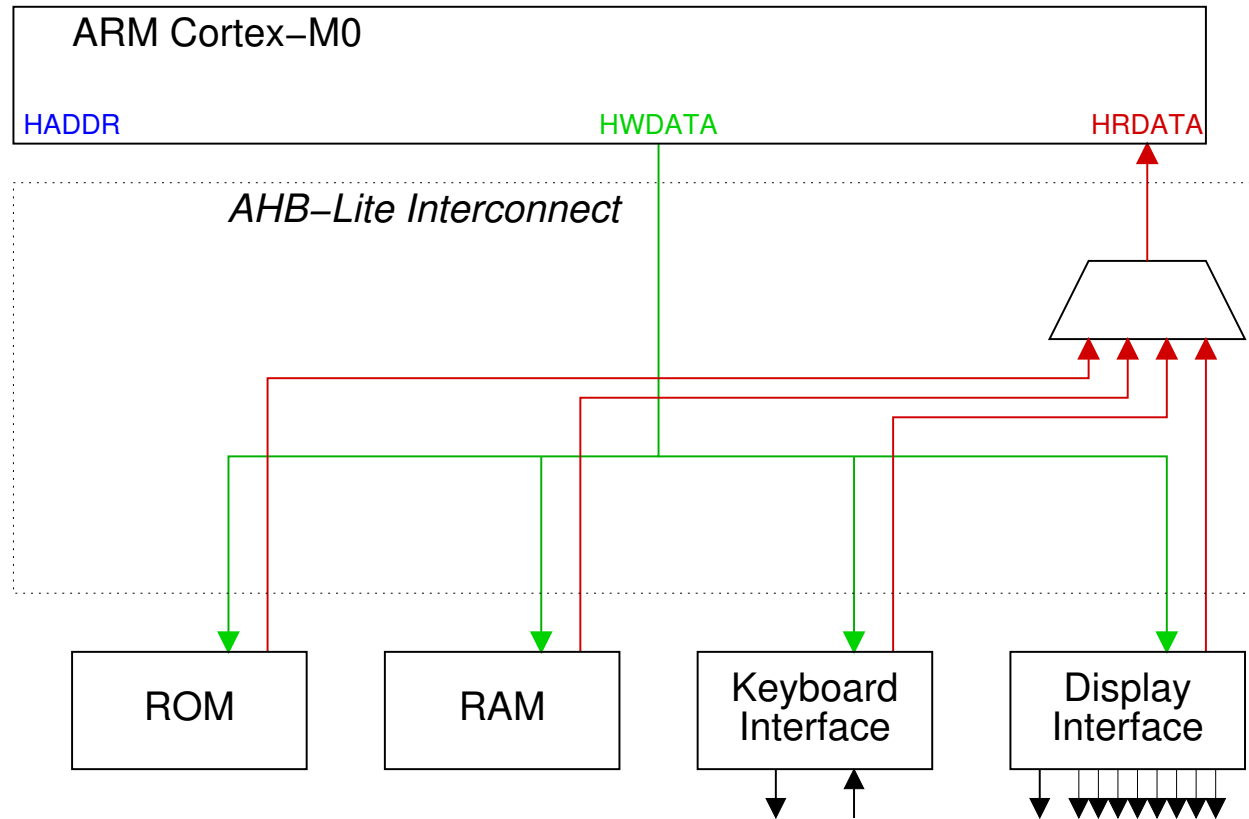 ARM Cortex−M0
HADDR
HWDATA
HRDATA
AHB−Lite Interconnect
ROM
RAM
Keyboard
Interface
Display
Interface